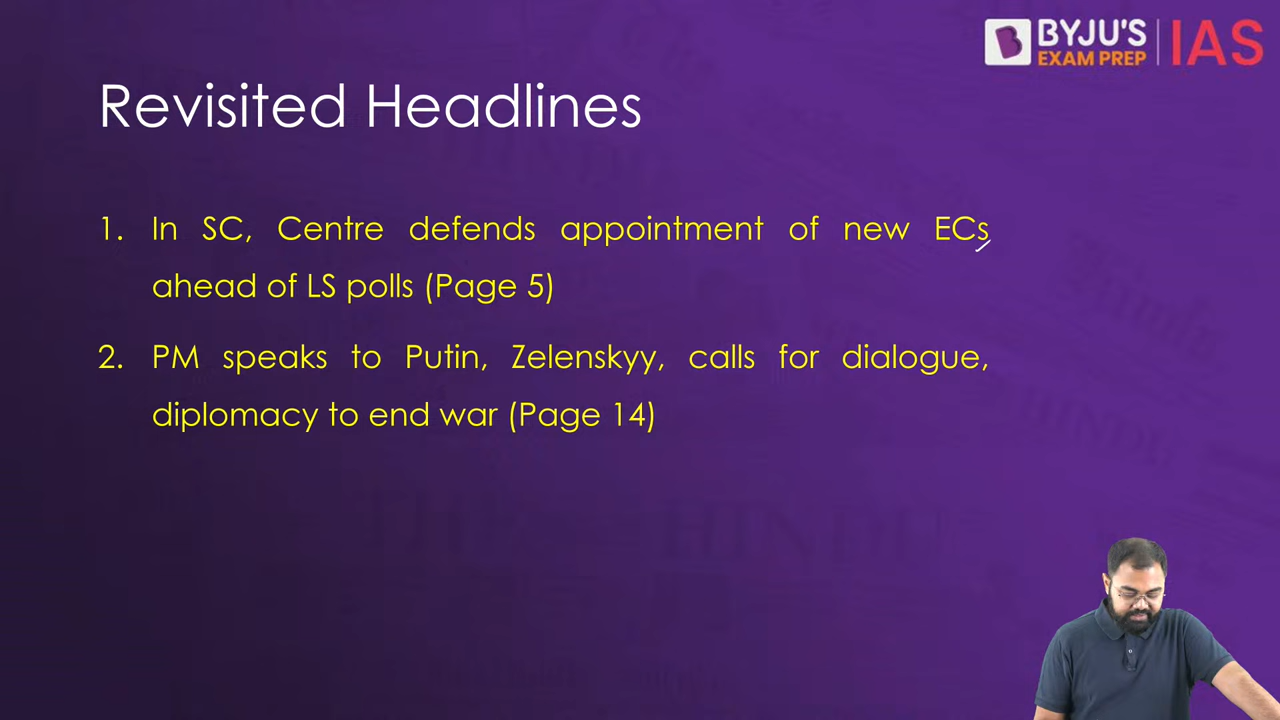 BYJU'S
EXAM PREP
IAS
Revisited Headlines
1. In SC, Centre defends appointment of new ECs
ahead of LS polls (Page 5)
2. PM speaks to Putin, Zelenskyy, calls for dialogue,
diplomacy to end war (Page 14)
HINDU